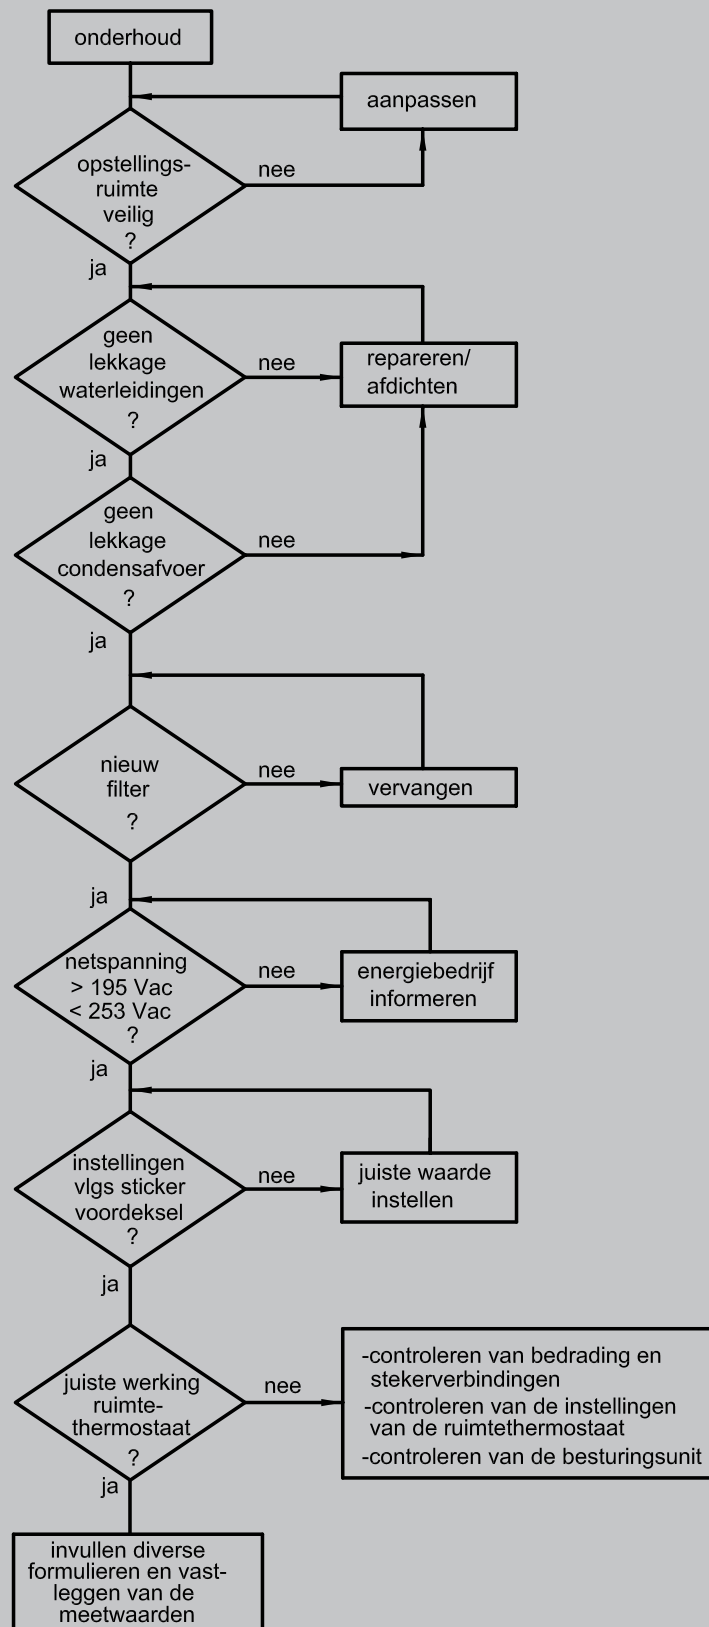 onderhoud
aanpassen
opstellings-
ruimte
veilig
?
nee
ja
geen
lekkage
waterleidingen
?
nee
repareren/
afdichten
ja
geen
lekkage
condensafvoer
?
nee
ja
nieuw
filter
?
nee
vervangen
ja
netspanning
> 195 Vac
< 253 Vac
?
nee
energiebedrijf
informeren
ja
instellingen
vlgs sticker
voordeksel
?
nee
juiste waarde
instellen
ja
juiste werking
ruimte-
thermostaat
?
nee
-controleren van bedrading en
stekerverbindingen
-controleren van de instellingen
van de ruimtethermostaat
-controleren van de besturingsunit
ja
invullen diverse
formulieren en vast-
leggen van de
meetwaarden